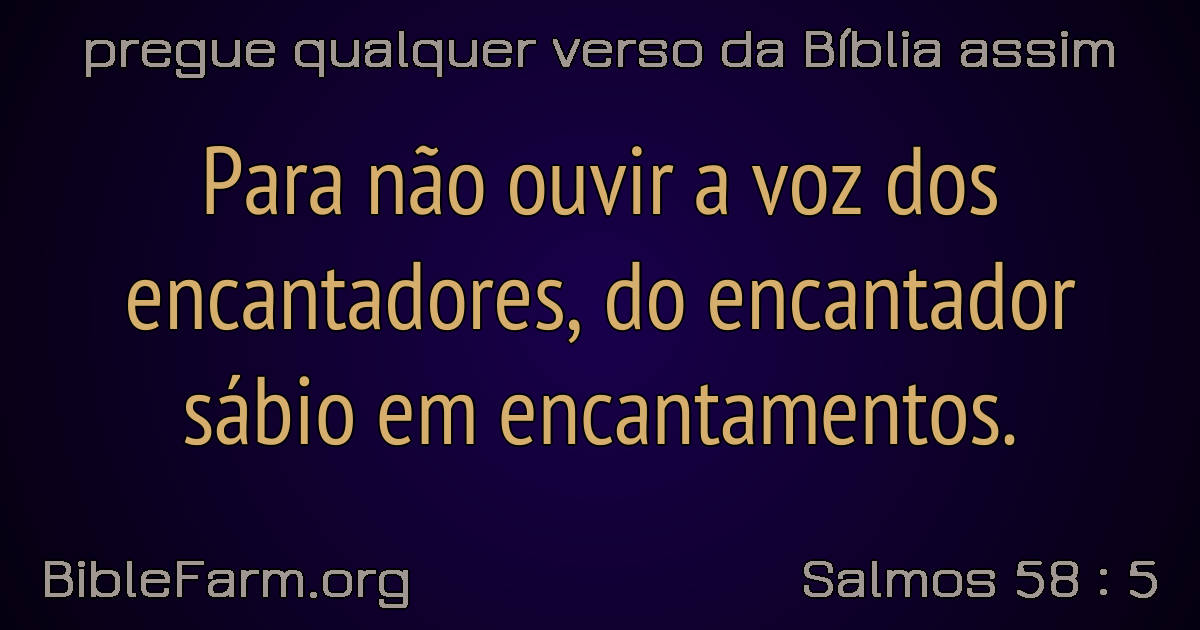 pregue qualquer verso da Bíblia assim
Para não ouvir a voz dos
encantadores, do encantador
sábio em encantamentos.
BibleFarm.org
Salmos 58 : 5